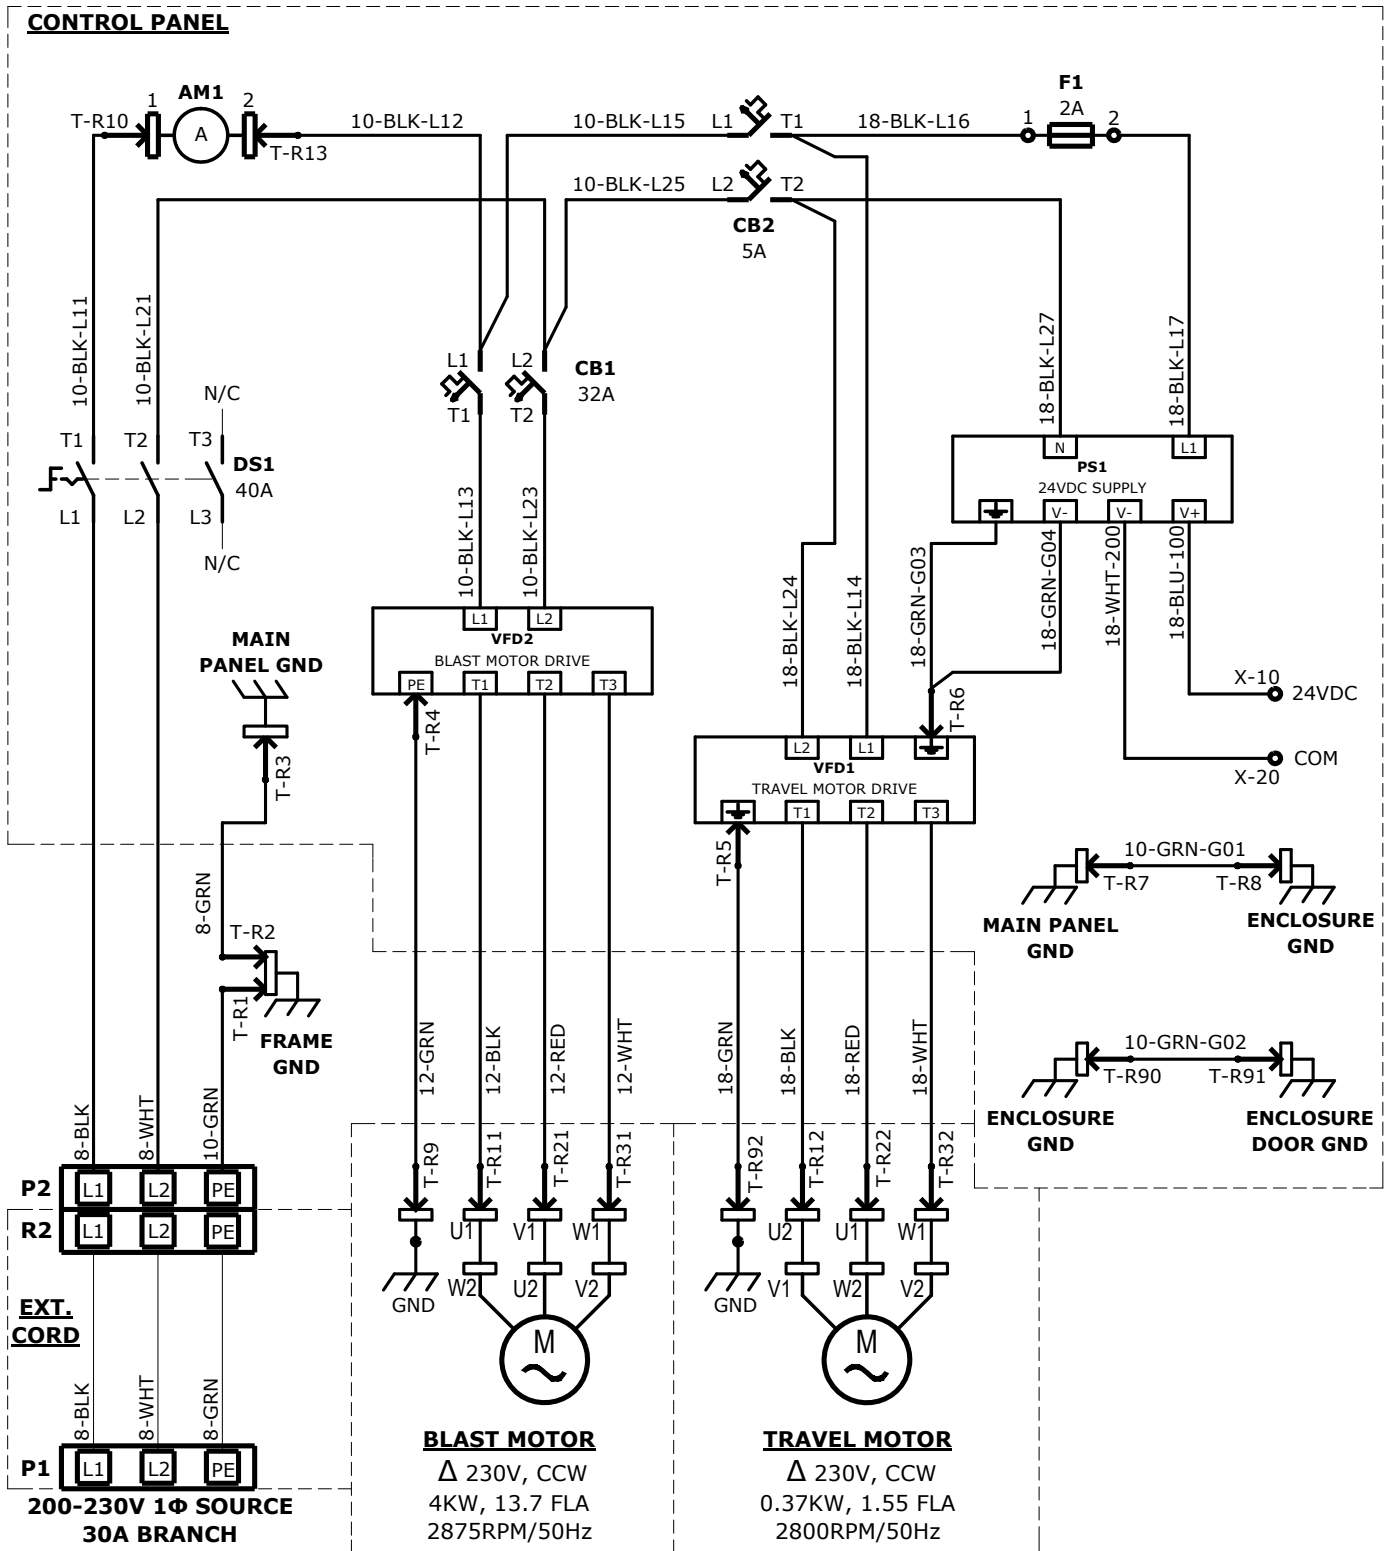 CONTROL PANEL
AM1
1
2
A
T-R10
T-R13
10-BLK-L12
10-BLK-L15
L1
T1
18-BLK-L16
F1
2A
1
2
10-BLK-L25
L2
T2
CB2
5A
10-BLK-L11
10-BLK-L21
N/C
T1
T2
T3
DS1
40A
L1
L2
L3
N/C
L1
L2
CB1
32A
T1
T2
10-BLK-L13
10-BLK-L23
18-BLK-L27
18-BLK-L17
N
L1
PS1
24VDC SUPPLY
V-
V-
V+
18-GRN-G03
18-GRN-G04
18-WHT-200
18-BLU-100
18-BLK-L24
18-BLK-L14
L1
L2
VFD2
BLAST MOTOR DRIVE
PE
T1
T2
T3
T-R4
MAIN
PANEL GND
T-R3
T-R6
X-10
24VDC
COM
X-20
L2
L1
VFD1
TRAVEL MOTOR DRIVE
T1
T2
T3
T-R5
8-GRN
T-R2
T-R1
FRAME
GND
10-GRN-G01
T-R7
T-R8
MAIN PANEL
GND
ENCLOSURE
GND
10-GRN-G02
T-R90
T-R91
ENCLOSURE
GND
ENCLOSURE
DOOR GND
12-GRN
12-BLK
12-RED
12-WHT
18-GRN
18-BLK
18-RED
18-WHT
8-BLK
8-WHT
10-GRN
P2
L1
L2
PE
R2
L1
L2
PE
T-R9
T-R11
T-R21
T-R31
T-R92
T-R12
T-R22
T-R32
U1
V1
W1
U2
U1
W1
W2
U2
V2
V1
W2
V2
GND
GND
M
M
EXT.
CORD
8-BLK
8-WHT
8-GRN
P1
L1
L2
PE
200-230V 1Φ SOURCE
30A BRANCH
BLAST MOTOR
Δ 230V, CCW
4KW, 13.7 FLA
2875RPM/50Hz
TRAVEL MOTOR
Δ 230V, CCW
0.37KW, 1.55 FLA
2800RPM/50Hz